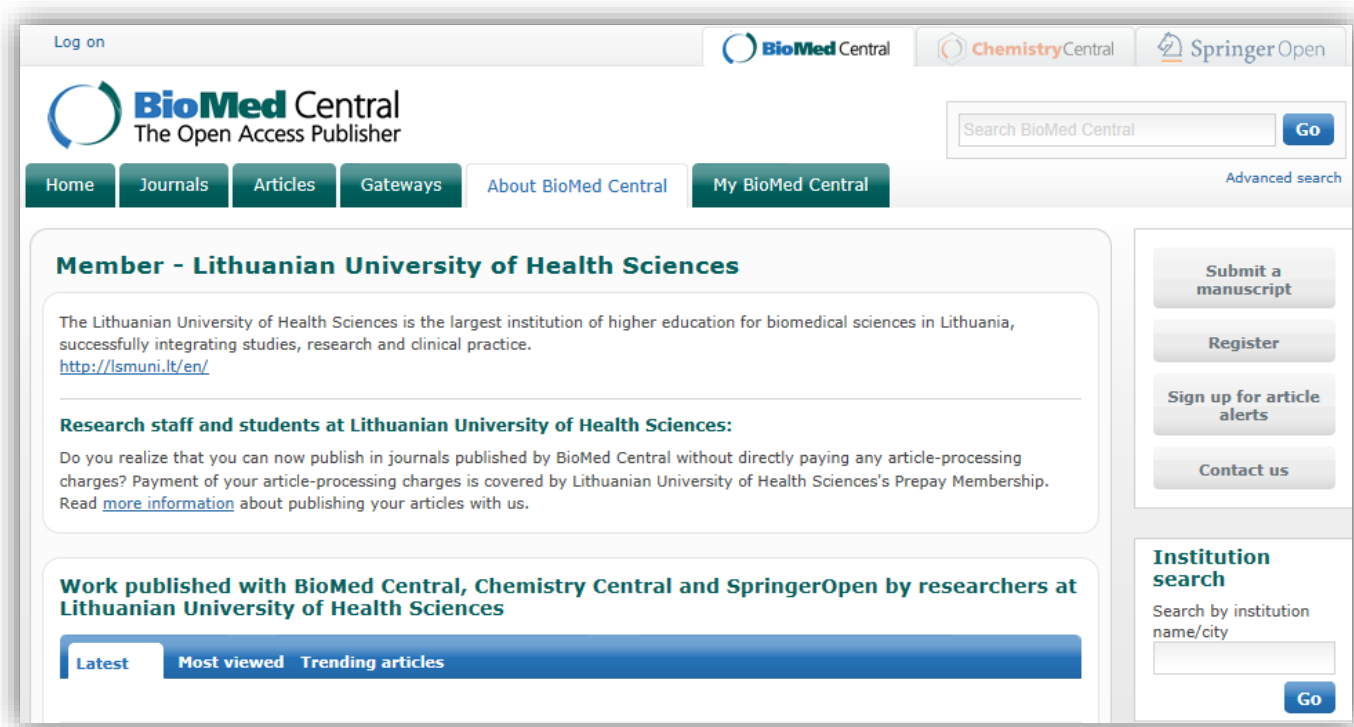 Log on
BioMed Central
ChemistryCentral
SpringerOpen
BioMed Central
The Open Access Publisher
Search BioMed Central
Go
Advanced search
Home
Journals
Articles
Gateways
About BioMed Central
My BioMed Central
Member - Lithuanian University of Health Sciences
The Lithuanian University of Health Sciences is the largest institution of higher education for biomedical sciences in Lithuania,
successfully integrating studies, research and clinical practice.
http://lsmuni.lt/en/
Research staff and students at Lithuanian University of Health Sciences:
Do you realize that you can now publish in journals published by BioMed Central without directly paying any article-processing
charges? Payment of your article-processing charges is covered by Lithuanian University of Health Sciences's Prepay Membership.
Read more information about publishing your articles with us.
Work published with BioMed Central, Chemistry Central and SpringerOpen by researchers at
Lithuanian University of Health Sciences
Latest
Most viewed
Trending articles
Submit a
manuscript
Register
Sign up for article
alerts
Contact us
Institution
search
Search by institution
name/city
Go